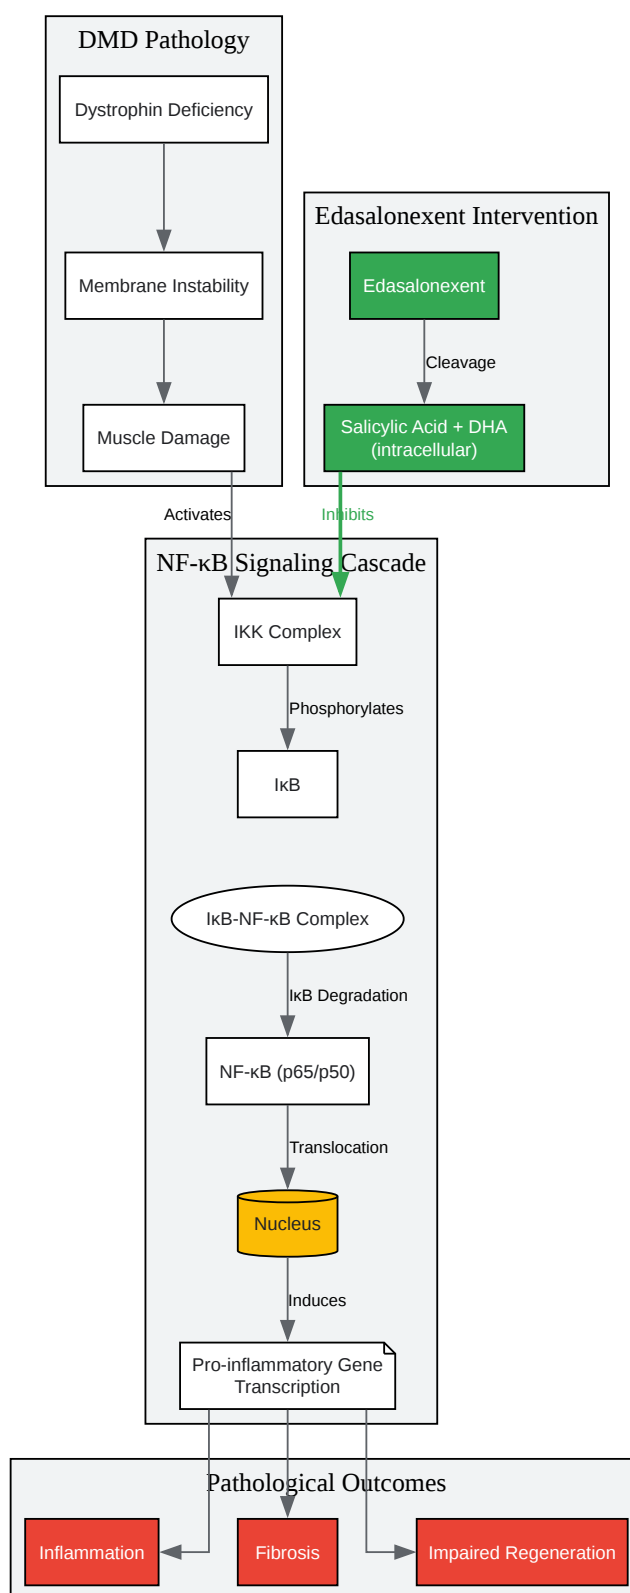 DMD Pathology
Dystrophin Deficiency
Membrane Instability
Muscle Damage
Edasalonexent Intervention
Edasalonexent
Cleavage
Salicylic Acid + DHA
(intracellular)
Activates
Inhibits
NF-κB Signaling Cascade
IKK Complex
Phosphorylates
IκB
IκB-NF-κB Complex
IκB Degradation
NF-κB (p65/p50)
Translocation
Nucleus
Induces
Pro-inflammatory Gene
Transcription
Pathological Outcomes
Inflammation
Fibrosis
Impaired Regeneration